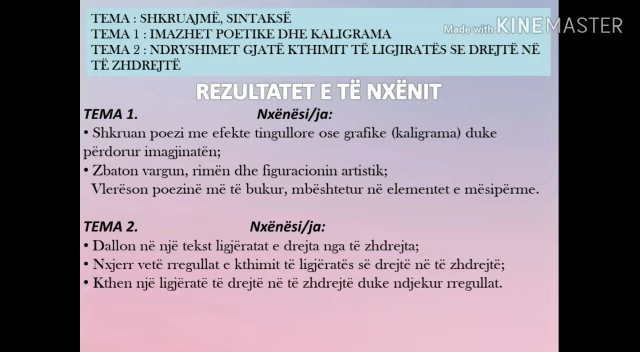 Made with KINEMASTER
TEMA : SHKRUAJMË, SINTAKSË
TEMA 1 : IMAZHET POETIKE DHE KALIGRAMA
TEMA 2 : NDRYSHIMET GJATË KTHIMIT TË LIGJIRATËS SE DREJTË NË
TË ZHDREJTË
REZULTATET E TË NXËNIT
TEMA 1. Nxënësi/ja:
• Shkruan poezi me efekte tingullore ose grafike (kaligrama) duke
përdorur imagjinatën;
• Zbaton vargun, rimën dhe figuracionin artistik;
Vlerëson poezinë më të bukur, mbështetur në elementet e mësipërme.
TEMA 2. Nxënësi/ja:
• Dallon në një tekst ligjëratat e drejta nga të zhdrejta;
• Nxjerr vetë rregullat e kthimit të ligjëratës së drejtë në të zhdrejtë;
• Kthen një ligjëratë të drejtë në të zhdrejtë duke ndjekur rregullat.